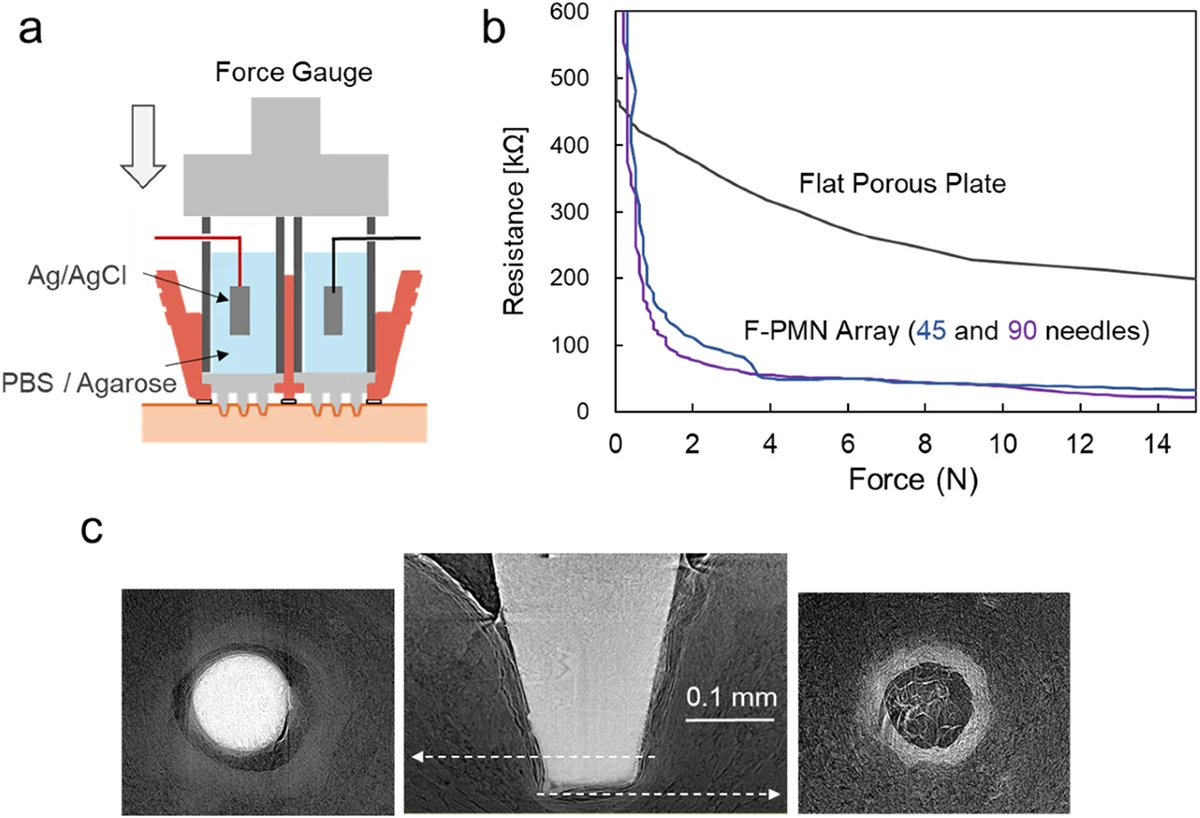 a
Force Gauge
Ag/AgCl
PBS / Agarose
b
Resistance [kΩ]
600
500
400
300
200
100
0
Flat Porous Plate
F-PMN Array (45 and 90 needles)
0 2 4 6 8 10 12 14
Force (N)
c
0.1 mm